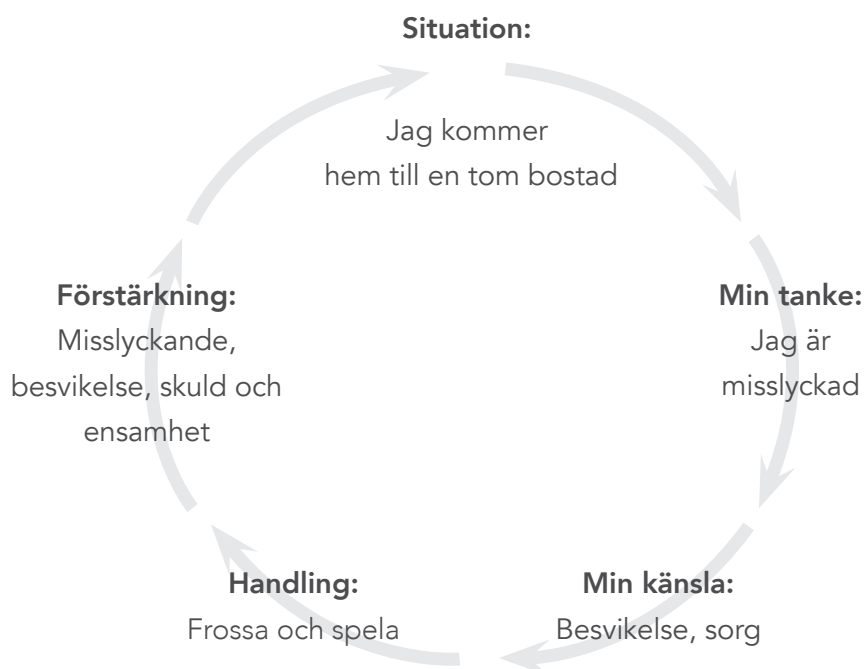 Situation:
Jag kommer
hem till en tom bostad
Min tanke:
Jag är
misslyckad
Min känsla:
Besvikelse, sorg
Handling:
Frossa och spela
Förstärkning:
Misslyckande,
besvikelse, skuld och
ensamhet